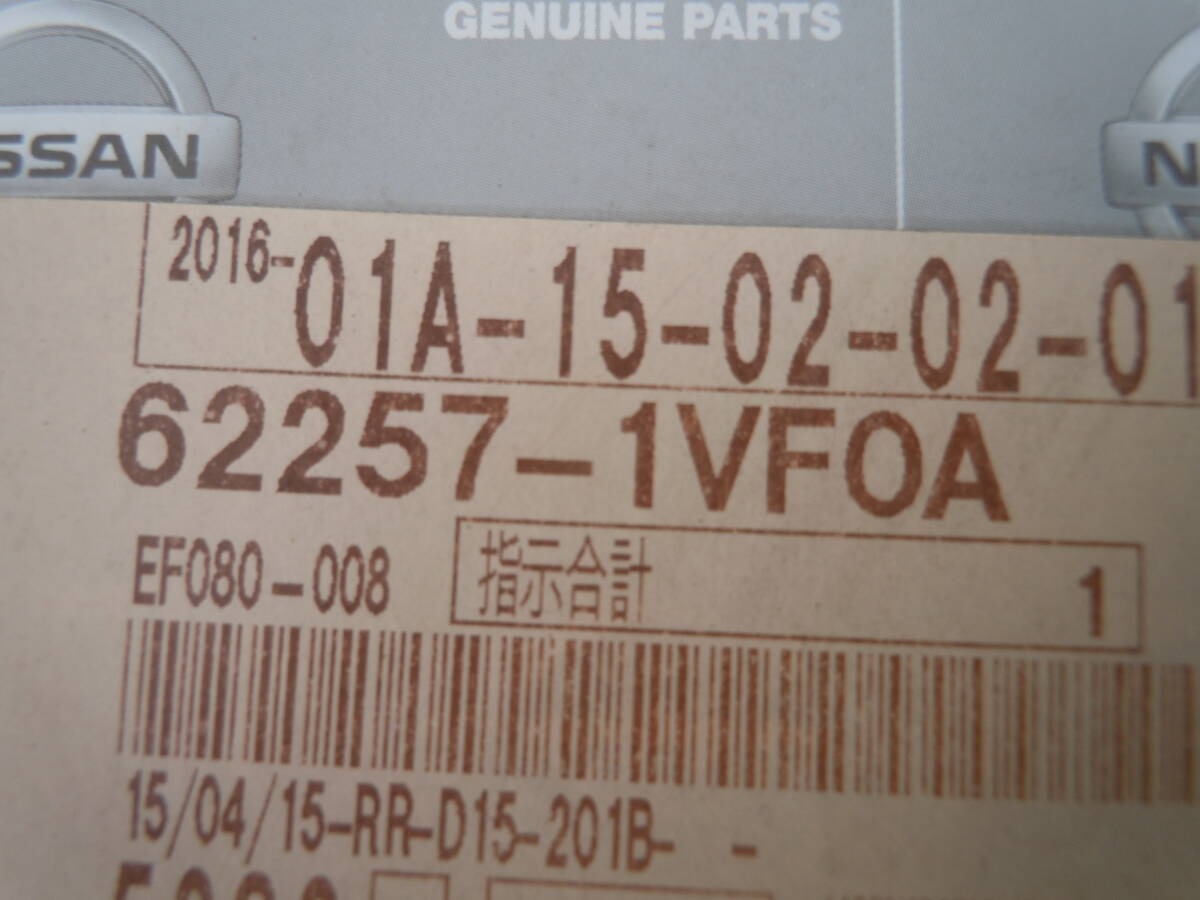 GENUINE PARTS
SSAN N
2016-01A-15-02-02-01
62257-1VF0A
EF080-008 指示合計 1
15/04/15-RR-D15-201B- -